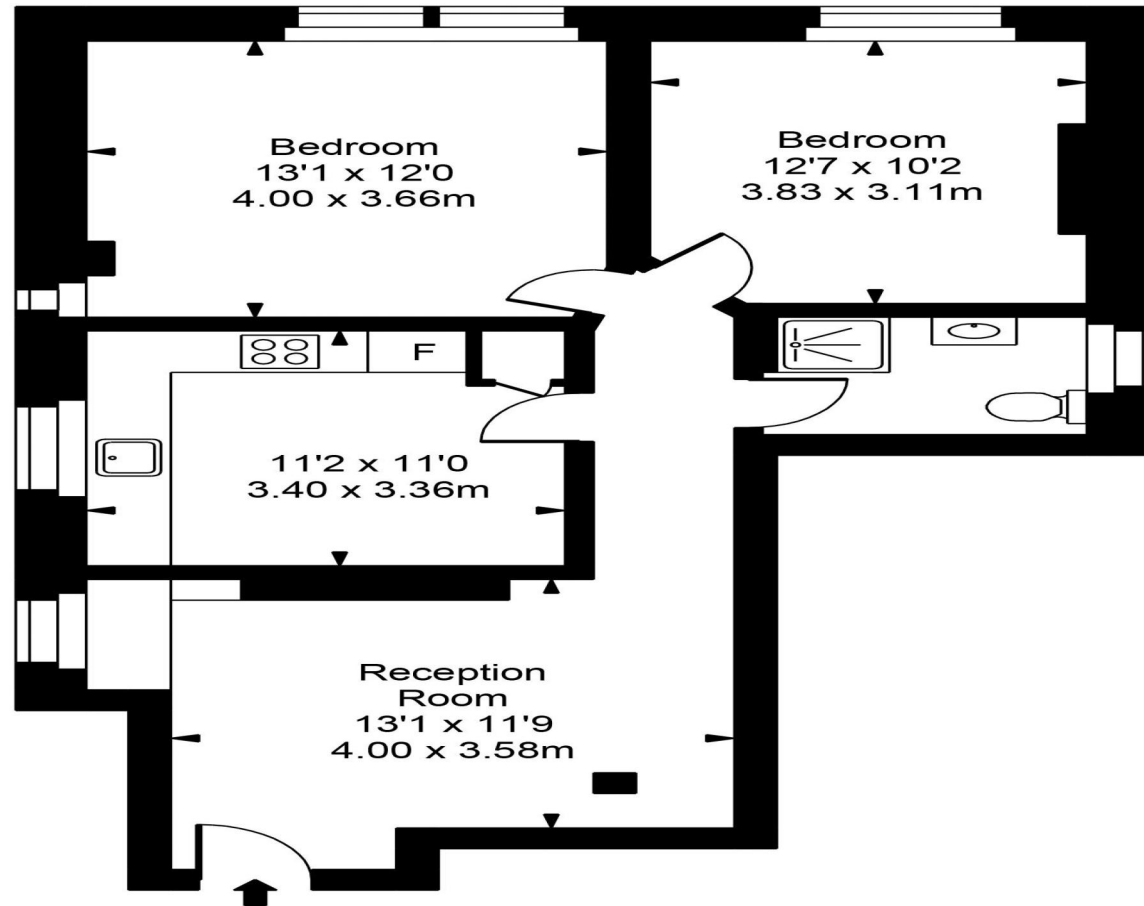 Bedroom
13'1 x 12'0
4.00 x 3.66m
Bedroom
12'7 x 10'2
3.83 x 3.11m
F
11'2 x 11'0
3.40 x 3.36m
Reception
Room
13'1 x 11'9
4.00 x 3.58m